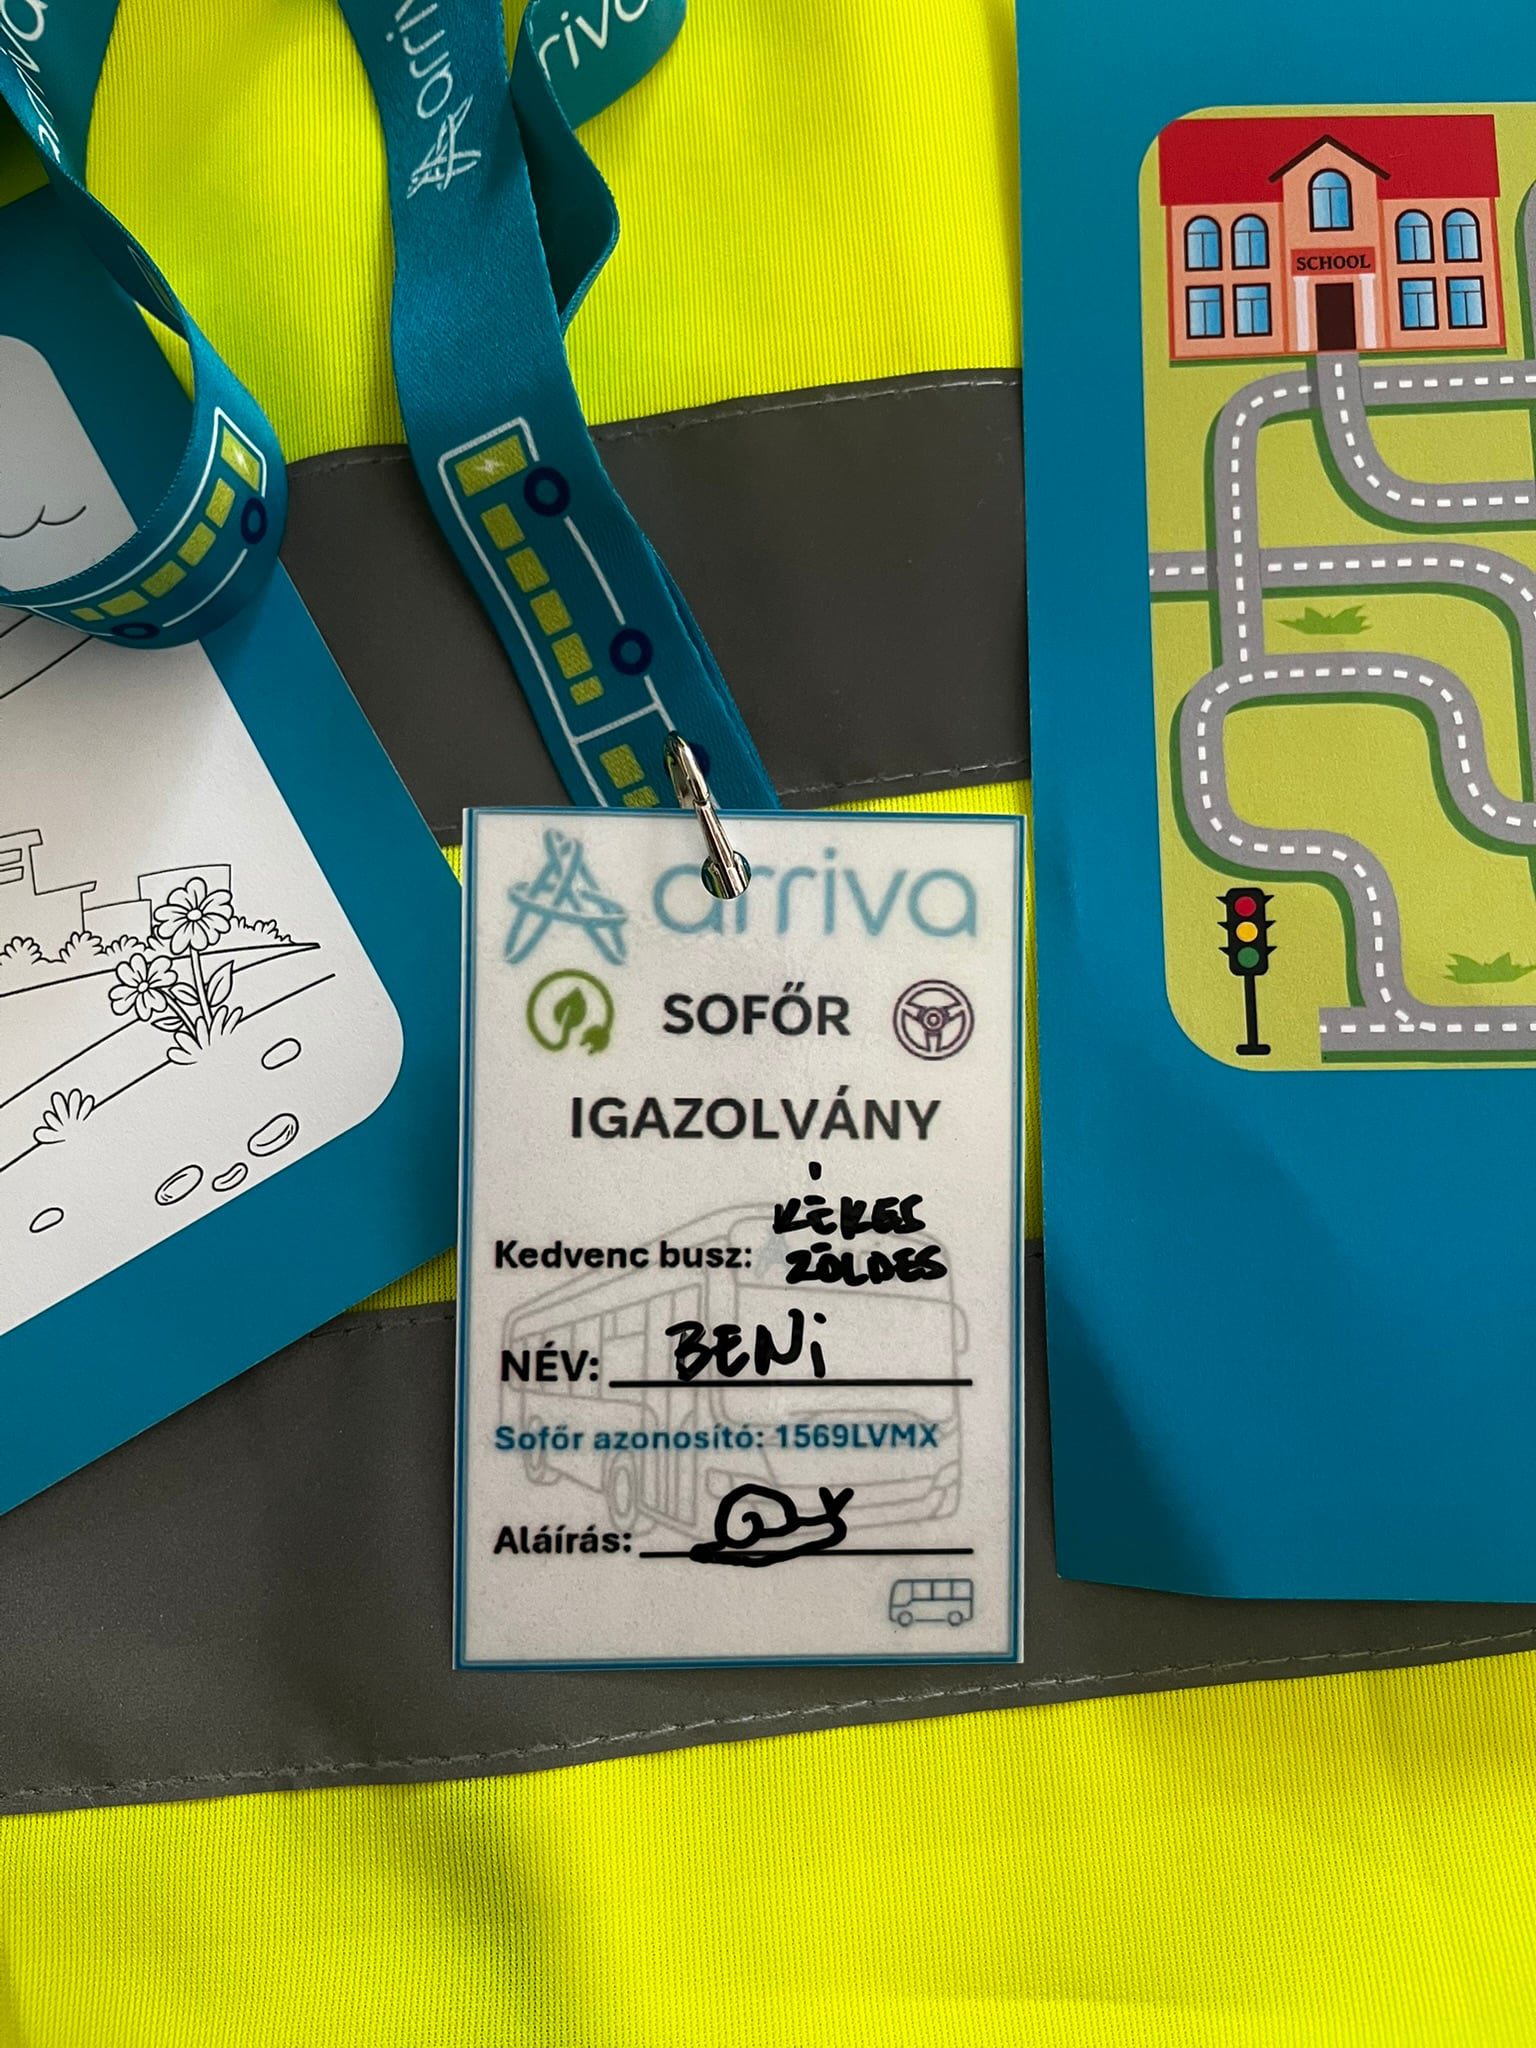 arriva
arriva
SCHOOL
arriva
SOFŐR
IGAZOLVÁNY
KÉKES
Kedvenc busz: ZÖLDES
NÉV: BENi
Sofőr azonosító: 1569LVMX
Aláírás: